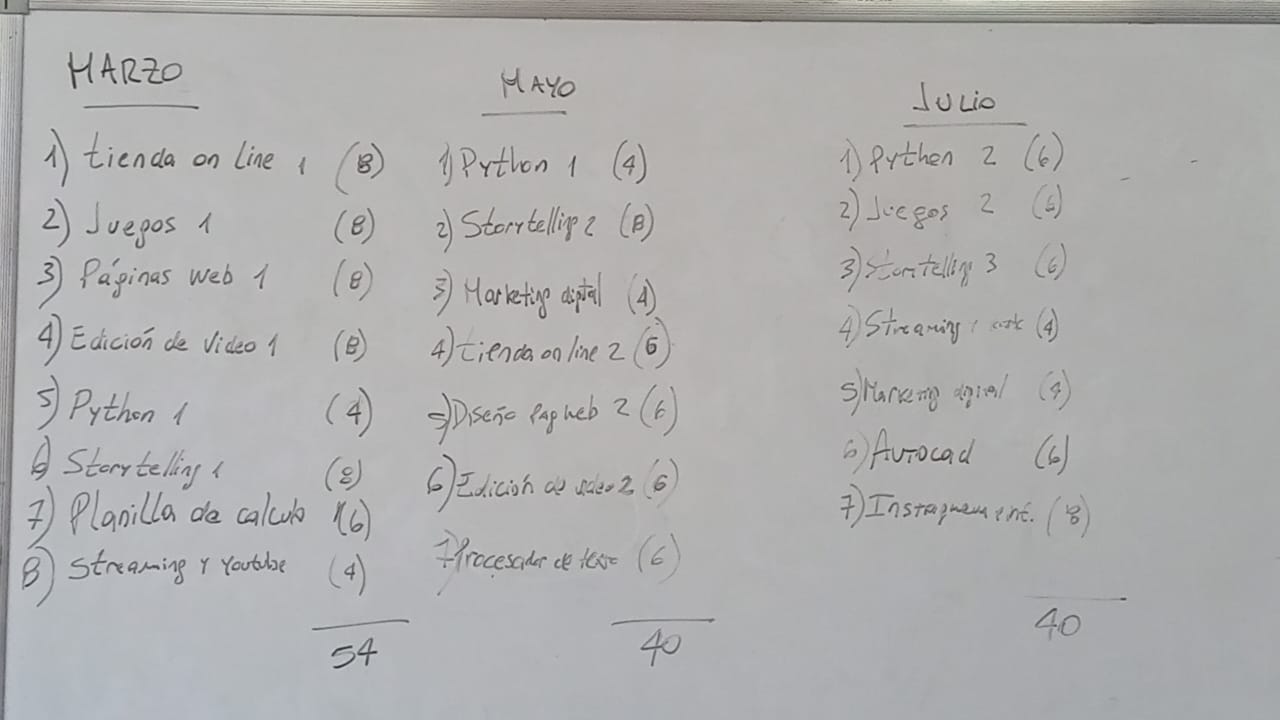 MARZO
1) tienda on line 1 (8)
2) Juegos 1 (8)
3) Páginas web 1 (8)
4) Edición de video 1 (8)
5) Python 1 (4)
6) Storytelling 1 (8)
7) Planilla de calculo (6)
8) Streaming y Youtube (4)
54
MAYO
1) Python 1 (4)
2) Storytelling 2 (8)
3) Marketing digital (4)
4) tienda on line 2 (6)
5) Diseño Pag web 2 (6)
6) Edición de video 2 (6)
7) Procesador de texto (6)
40
JULIO
1) Python 2 (6)
2) Juegos 2 (6)
3) Storytelling 3 (6)
4) Streaming (4)
5) Marketing digital (4)
6) Autocad (6)
7) Instagram (8)
40